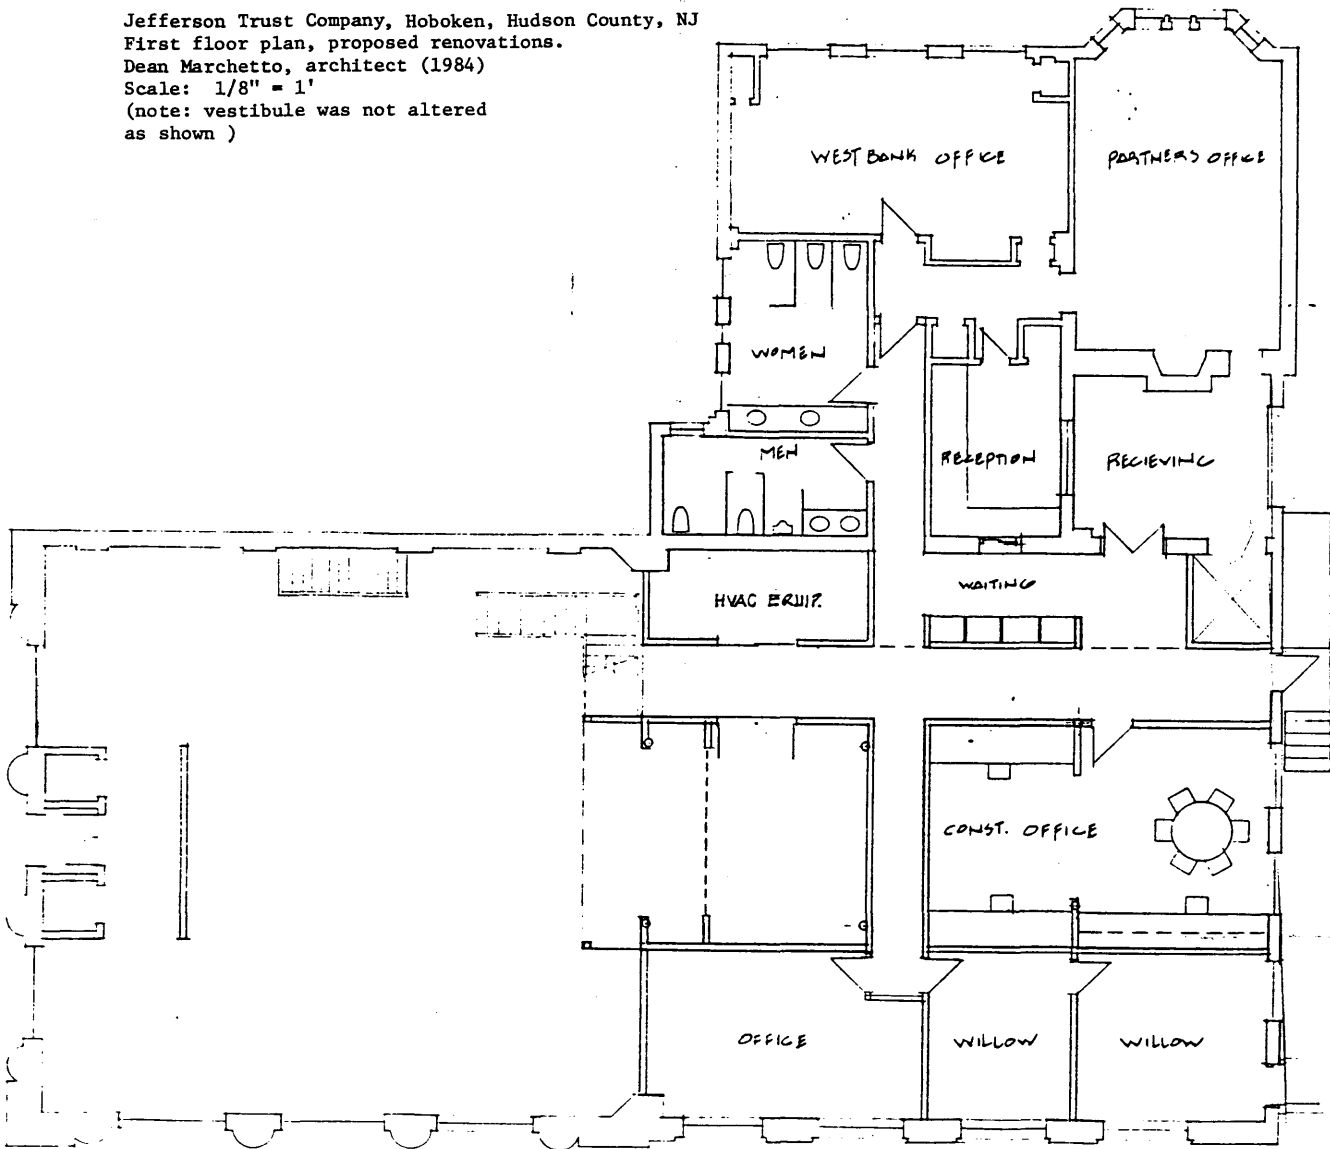 Jefferson Trust Company, Hoboken, Hudson County, NJ
First floor plan, proposed renovations.
Dean Marchetto, architect (1984)
Scale: 1/8" = 1'
(note: vestibule was not altered
as shown )
WEST BANK OFFICE
PARTNERS OFFICE
WOMEN
MEN
RECEPTION
RECIEVING
WAITING
HVAC EQUIP.
CONST. OFFICE
OFFICE
WILLOW
WILLOW